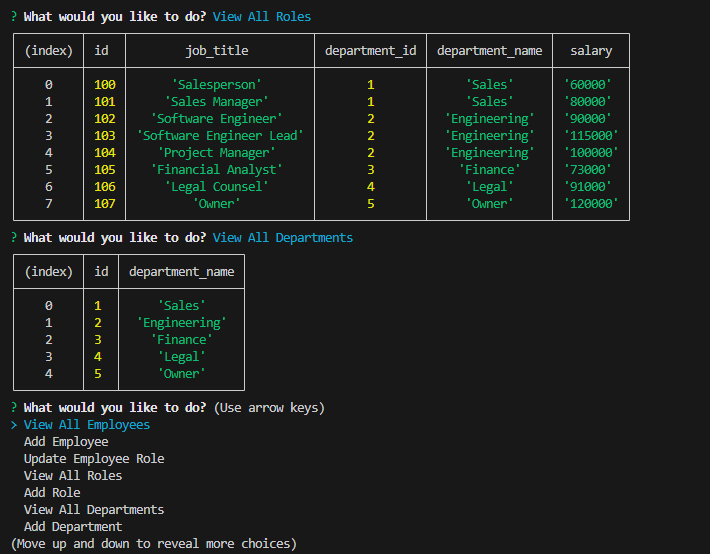 ? What would you like to do? View All Roles
(index) id job_title department_id department_name salary
0 100 'Salesperson' 1 'Sales' '60000'
1 101 'Sales Manager' 1 'Sales' '80000'
2 102 'Software Engineer' 2 'Engineering' '90000'
3 103 'Software Engineer Lead' 2 'Engineering' '115000'
4 104 'Project Manager' 2 'Engineering' '100000'
5 105 'Financial Analyst' 3 'Finance' '73000'
6 106 'Legal Counsel' 4 'Legal' '91000'
7 107 'Owner' 5 'Owner' '120000'
? What would you like to do? View All Departments
(index) id department_name
0 1 'Sales'
1 2 'Engineering'
2 3 'Finance'
3 4 'Legal'
4 5 'Owner'
? What would you like to do? (Use arrow keys)
> View All Employees
Add Employee
Update Employee Role
View All Roles
Add Role
View All Departments
Add Department
(Move up and down to reveal more choices)